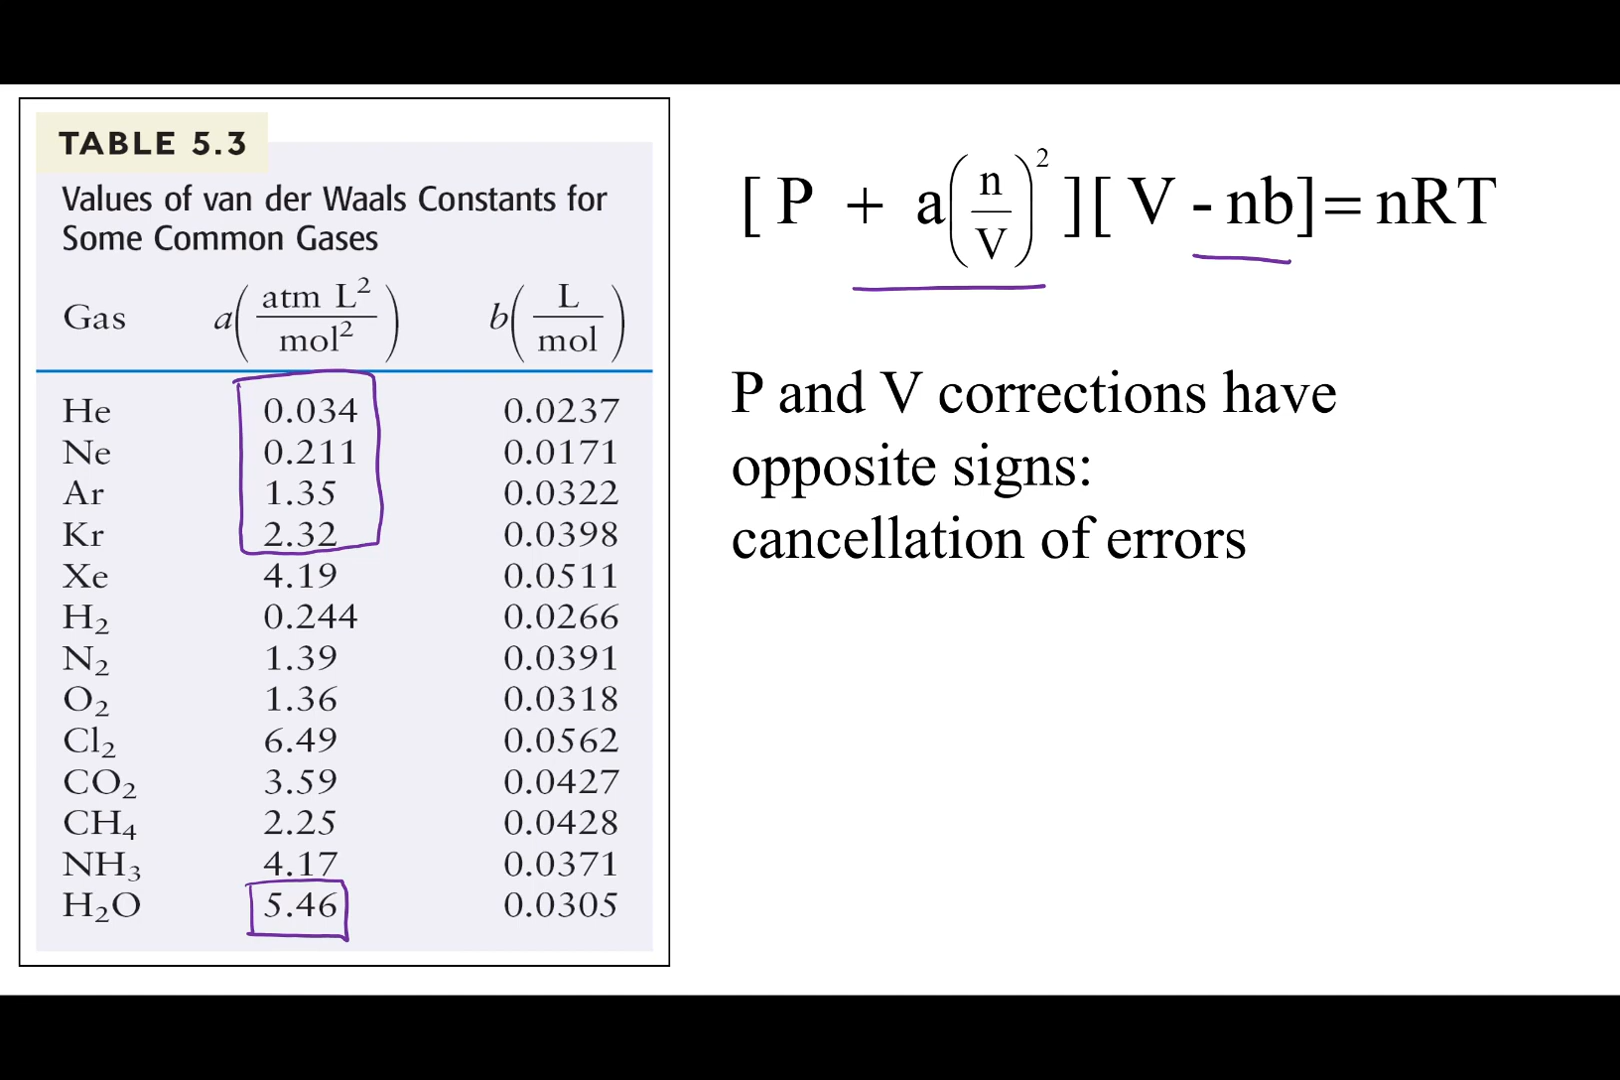 TABLE 5.3
Values of van der Waals Constants for
Some Common Gases
Gas a(atm L²/mol²) b(L/mol)
He 0.034 0.0237
Ne 0.211 0.0171
Ar 1.35 0.0322
Kr 2.32 0.0398
Xe 4.19 0.0511
H₂ 0.244 0.0266
N₂ 1.39 0.0391
O₂ 1.36 0.0318
Cl₂ 6.49 0.0562
CO₂ 3.59 0.0427
CH₄ 2.25 0.0428
NH₃ 4.17 0.0371
H₂O 5.46 0.0305
[ P + a(n/V)² ][ V - nb]= nRT
P and V corrections have
opposite signs:
cancellation of errors